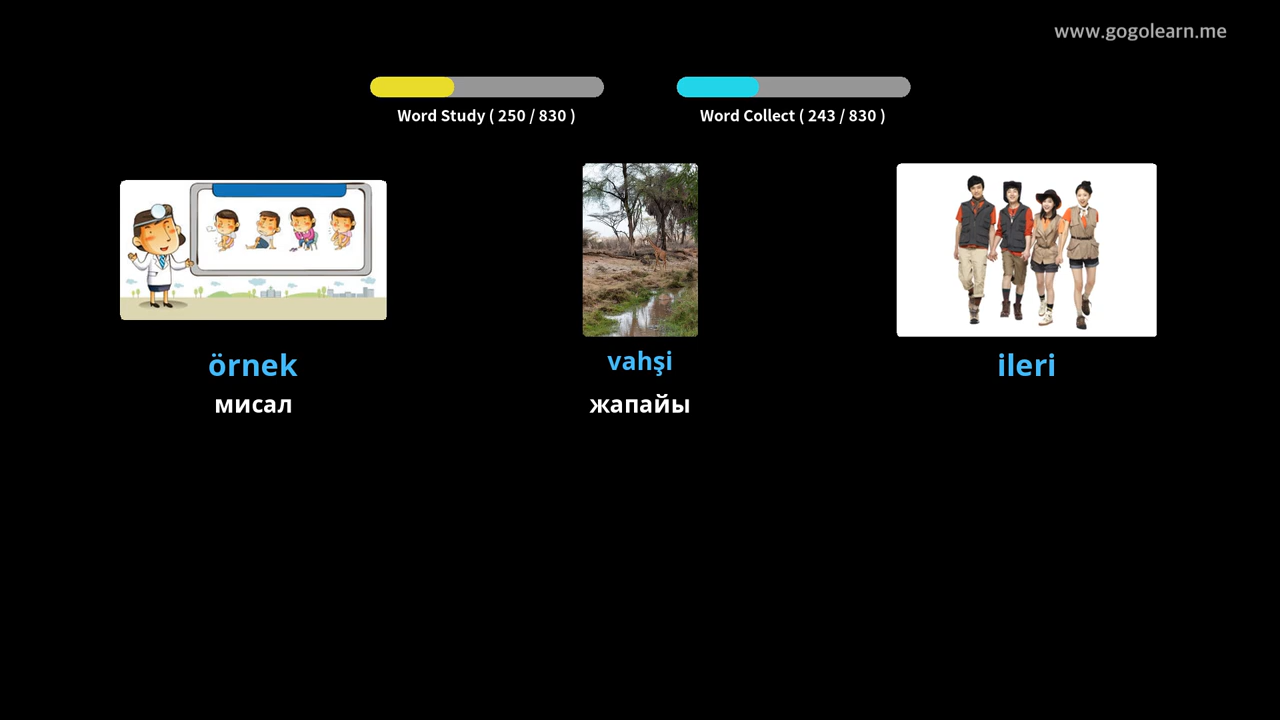 www.gogolearn.me
Word Study ( 250 / 830 )
Word Collect ( 243 / 830 )
örnek
мисал
vahşi
жапайы
ileri